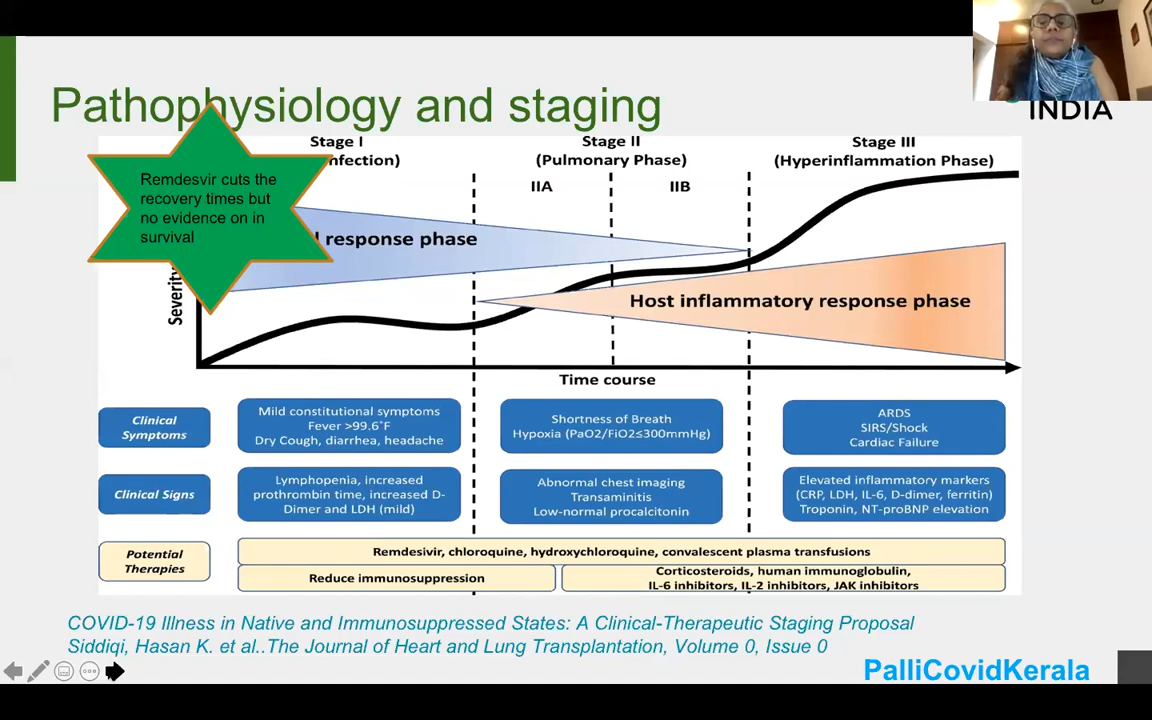 INDIA
Pathophysiology and staging
Stage I
nfection)
Stage II
(Pulmonary Phase)
Stage III
(Hyperinflammation Phase)
IIA
IIB
Remdesvir cuts the
recovery times but
no evidence on in
survival
l response phase
Host inflammatory response phase
Severity
Time course
Clinical
Symptoms
Mild constitutional symptoms
Fever >99.6°F
Dry Cough, diarrhea, headache
Shortness of Breath
Hypoxia (PaO2/FiO2≤300mmHg)
ARDS
SIRS/Shock
Cardiac Failure
Clinical Signs
Lymphopenia, increased
prothrombin time, increased D-
Dimer and LDH (mild)
Abnormal chest imaging
Transaminitis
Low-normal procalcitonin
Elevated inflammatory markers
(CRP, LDH, IL-6, D-dimer, ferritin)
Troponin, NT-proBNP elevation
Potential
Therapies
Remdesivir, chloroquine, hydroxychloroquine, convalescent plasma transfusions
Reduce immunosuppression
Corticosteroids, human immunoglobulin,
IL-6 inhibitors, IL-2 inhibitors, JAK inhibitors
COVID-19 Illness in Native and Immunosuppressed States: A Clinical-Therapeutic Staging Proposal
Siddiqi, Hasan K. et al..The Journal of Heart and Lung Transplantation, Volume 0, Issue 0
PalliCovidKerala